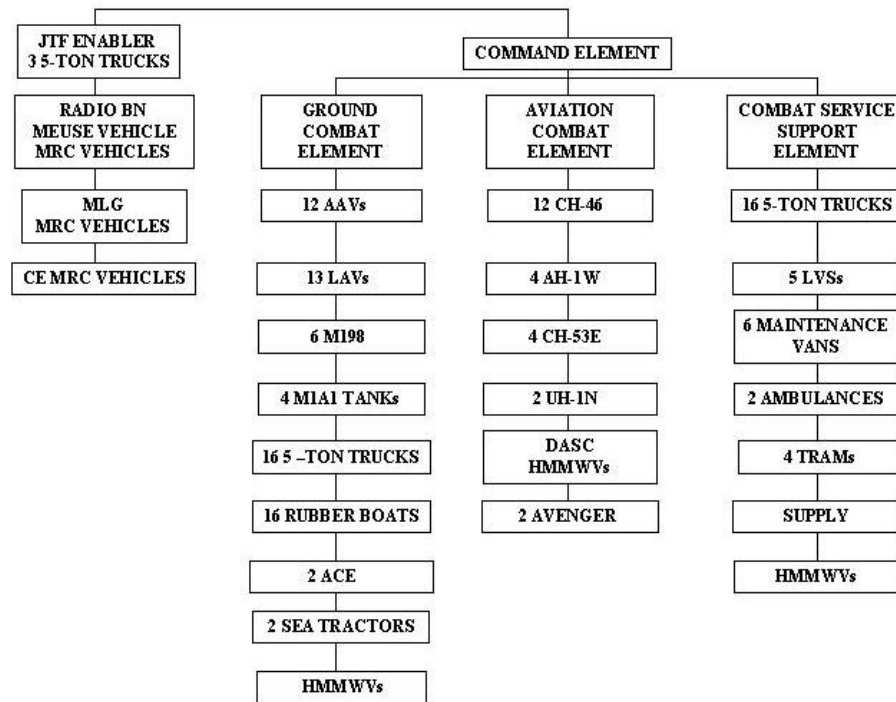 JTF ENABLER
3 5-TON TRUCKS
RADIO BN
MEUSE VEHICLE
MRC VEHICLES
MLG
MRC VEHICLES
CE MRC VEHICLES
COMMAND ELEMENT
GROUND
COMBAT
ELEMENT
12 AAVs
13 LAVs
6 M198
4 M1A1 TANKs
16 5 –TON TRUCKS
16 RUBBER BOATS
2 ACE
2 SEA TRACTORS
HMMWVs
AVIATION
COMBAT
ELEMENT
12 CH-46
4 AH-1W
4 CH-53E
2 UH-1N
DASC
HMMWVs
2 AVENGER
COMBAT SERVICE
SUPPORT
ELEMENT
16 5-TON TRUCKS
5 LVSs
6 MAINTENANCE
VANS
2 AMBULANCES
4 TRAMs
SUPPLY
HMMWVs